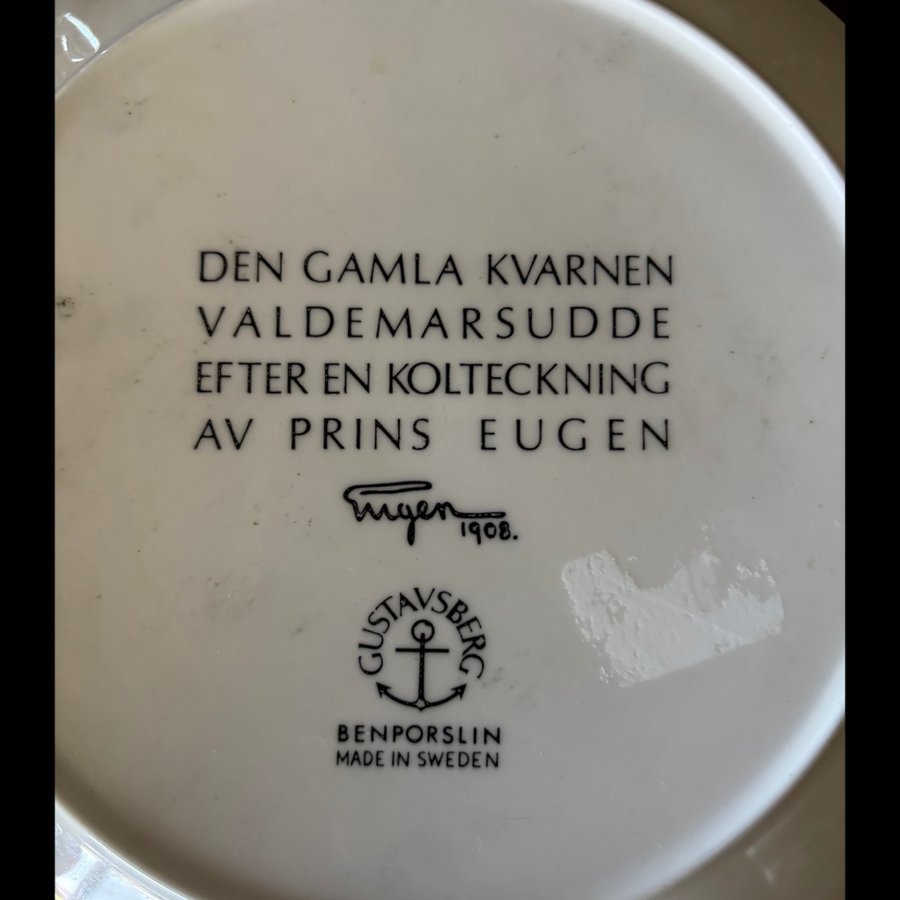 DEN GAMLA KVARNEN
VALDEMARSUDDE
EFTER EN KOLTECKNING
AV PRINS EUGEN
Eugen
1908.
GUSTAVSBERG
BENPORSLIN
MADE IN SWEDEN